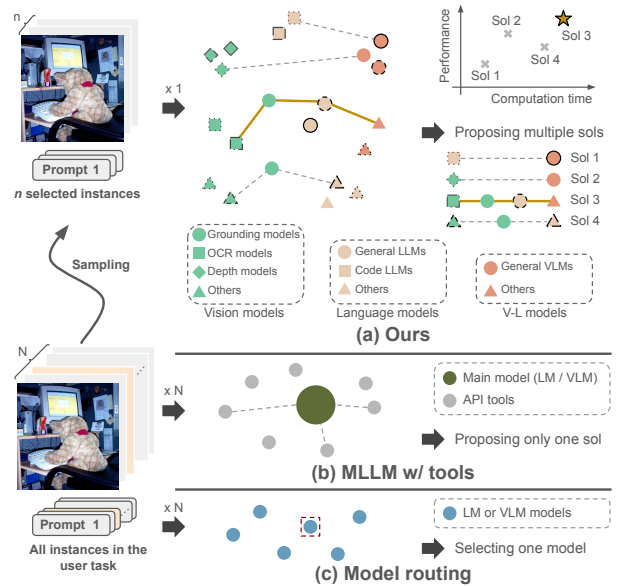 n
Prompt 1
n selected instances
Sampling
x 1
Performance
Sol 1
Sol 2
Sol 4
Sol 3
Computation time
Proposing multiple sols
Sol 1
Sol 2
Sol 3
Sol 4
Grounding models
OCR models
Depth models
Others
Vision models
General LLMs
Code LLMs
Others
Language models
General VLMs
Others
V-L models
(a) Ours
N
Prompt 1
All instances in the
user task
x N
Main model (LM / VLM)
API tools
Proposing only one sol
(b) MLLM w/ tools
x N
LM or VLM models
Selecting one model
(c) Model routing